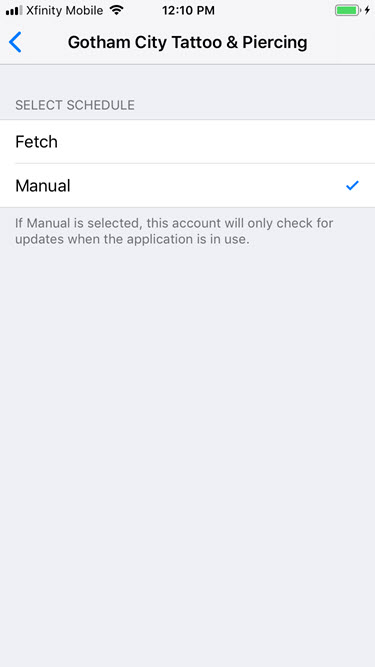 Xfinity Mobile 12:10 PM
Gotham City Tattoo & Piercing
SELECT SCHEDULE
Fetch
Manual
If Manual is selected, this account will only check for
updates when the application is in use.